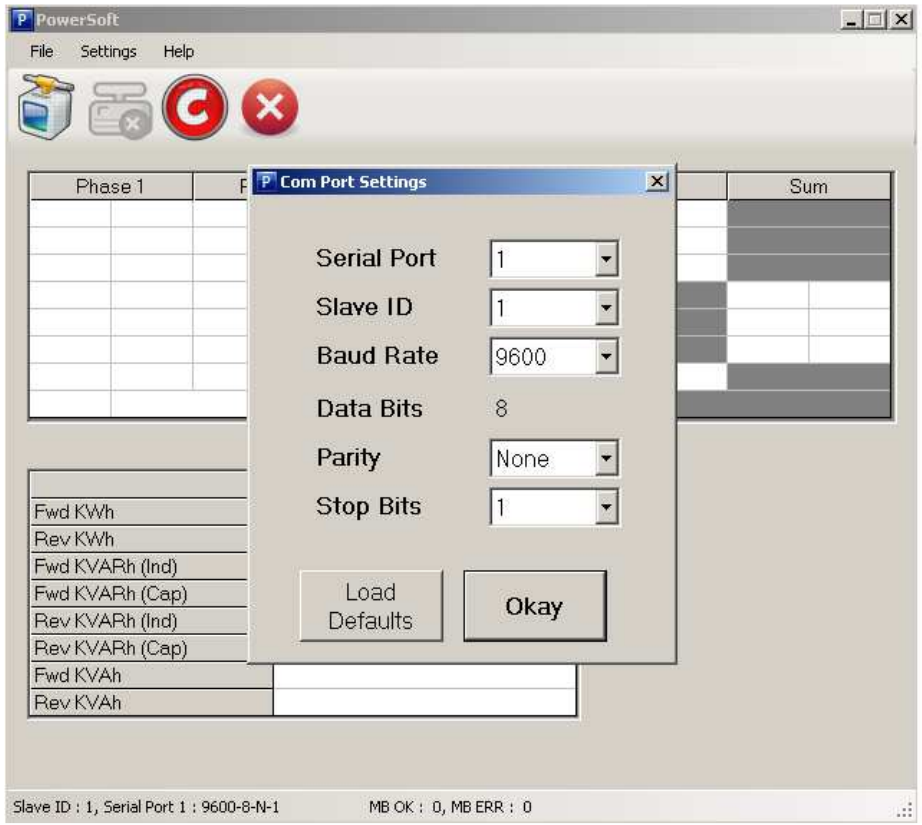 PowerSoft
File Settings Help
Phase 1 Sum
Com Port Settings
Serial Port 1
Slave ID 1
Baud Rate 9600
Data Bits 8
Parity None
Stop Bits 1
Load
Defaults
Okay
Fwd KWh
Rev KWh
Fwd KVARh (Ind)
Fwd KVARh (Cap)
Rev KVARh (Ind)
Rev KVARh (Cap)
Fwd KVAh
Rev KVAh
Slave ID : 1, Serial Port 1 : 9600-8-N-1 MB OK : 0, MB ERR : 0